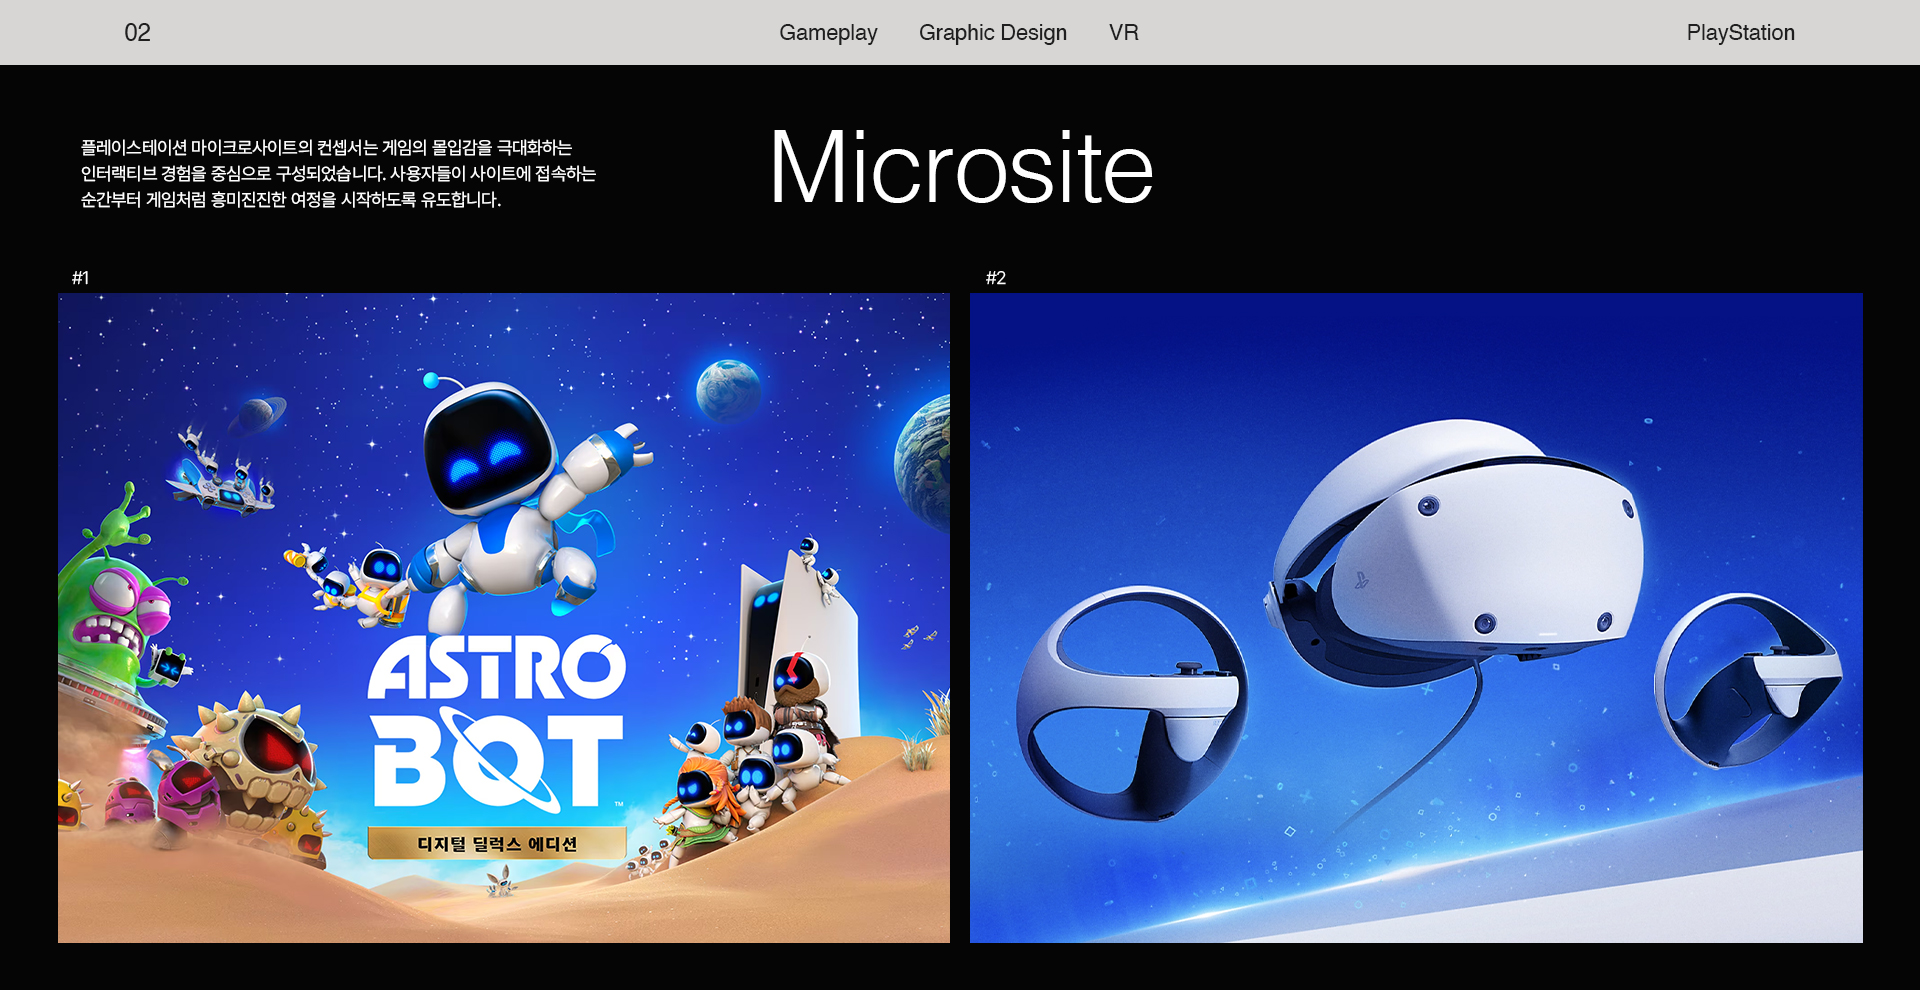 02
Gameplay Graphic Design VR
PlayStation
플레이스테이션 마이크로사이트의 컨셉서는 게임의 몰입감을 극대화하는
인터랙티브 경험을 중심으로 구성되었습니다. 사용자들이 사이트에 접속하는
순간부터 게임처럼 흥미진진한 여정을 시작하도록 유도합니다.
Microsite
#1
#2
ASTRO
BOT™
디지털 딜럭스 에디션